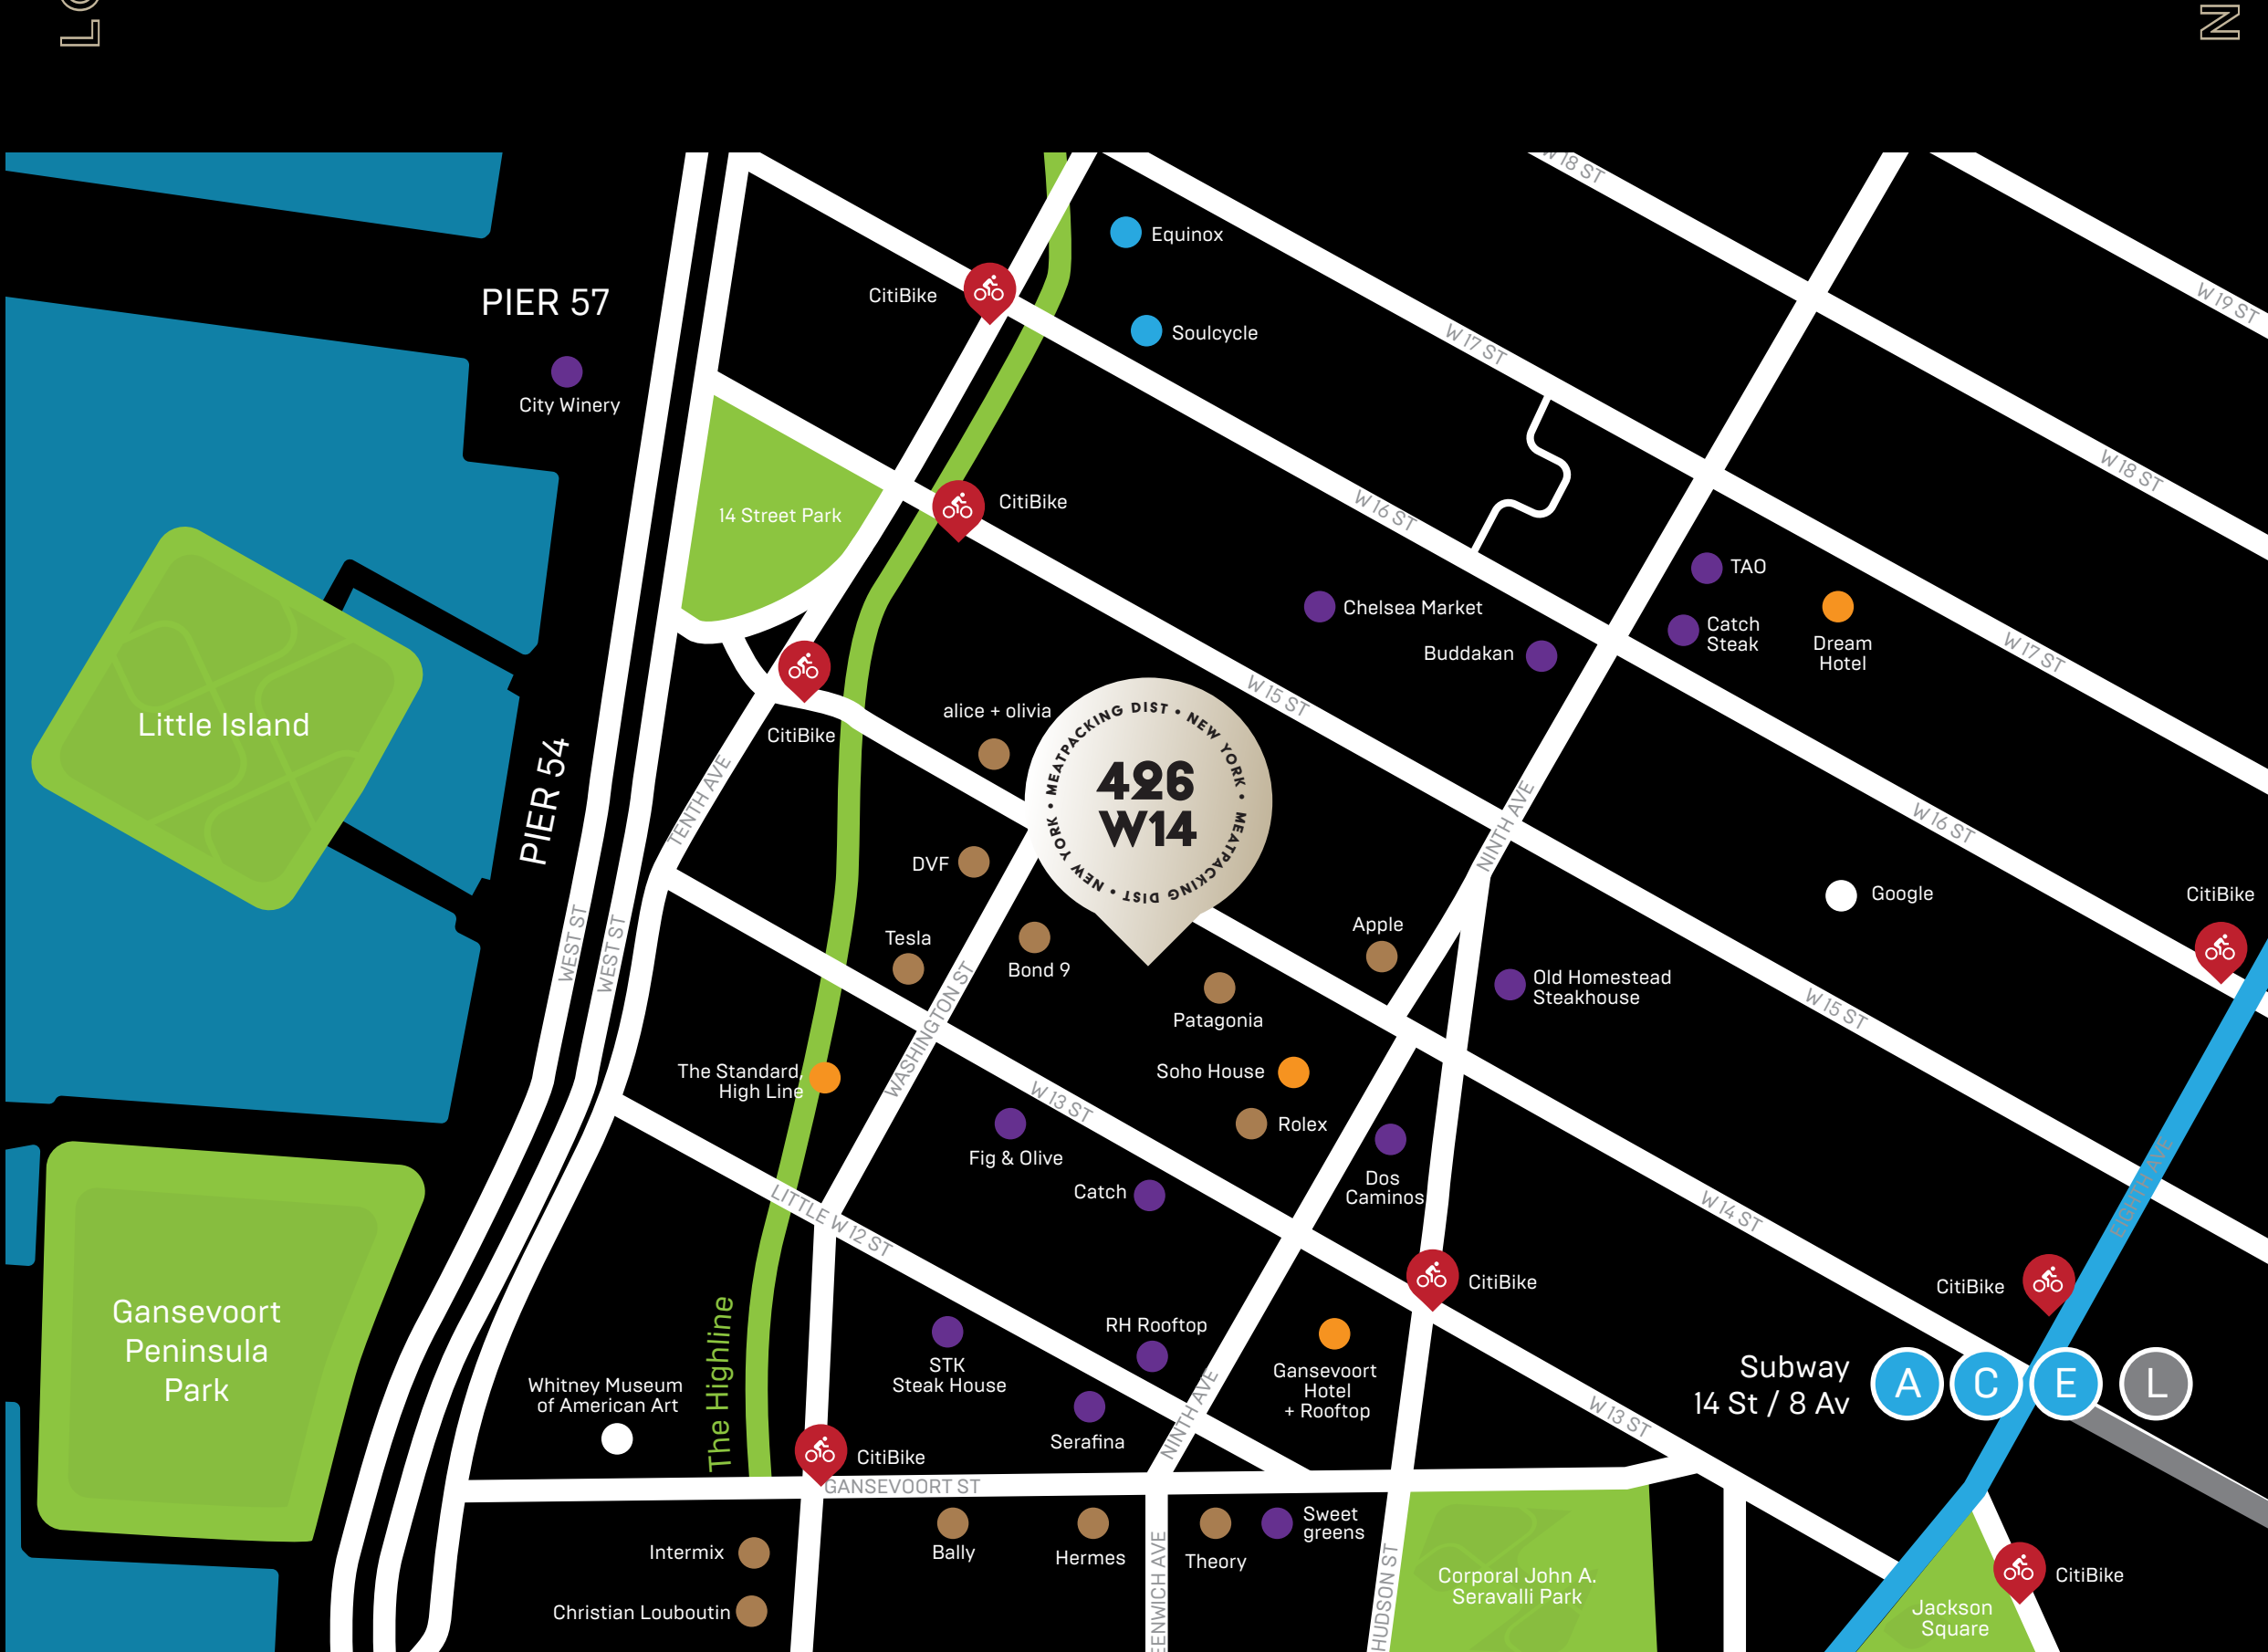 W 18 ST
W 19 ST
Equinox
PIER 57
CitiBike
Soulcycle
W 17 ST
City Winery
W 18 ST
14 Street Park
CitiBike
W 16 ST
TAO
Chelsea Market
Catch
Steak
Buddakan
Dream
Hotel
W 17 ST
Little Island
W 15 ST
alice + olivia
CitiBike
MEATPACKING DIST • NEW YORK • MEATPACKING DIST • NEW YORK •
426
W14
PIER 54
TENTH AVE
NINTH AVE
W 16 ST
DVF
Google
CitiBike
WEST ST
WEST ST
Tesla
Bond 9
Apple
Old Homestead
Steakhouse
Patagonia
W 15 ST
WASHINGTON ST
The Standard,
High Line
Soho House
W 13 ST
Rolex
Fig & Olive
Catch
Dos
Caminos
EIGHTH AVE
LITTLE W 12 ST
W 14 ST
CitiBike
CitiBike
Gansevoort
Peninsula
Park
The Highline
STK
Steak House
RH Rooftop
Gansevoort
Hotel
+ Rooftop
NINTH AVE
Subway
14 St / 8 Av
A C E L
Whitney Museum
of American Art
Serafina
W 13 ST
CitiBike
GANSEVOORT ST
Intermix
Bally
Hermes
Theory
Sweet
greens
HUDSON ST
Corporal John A.
Seravalli Park
CitiBike
Christian Louboutin
Jackson
Square